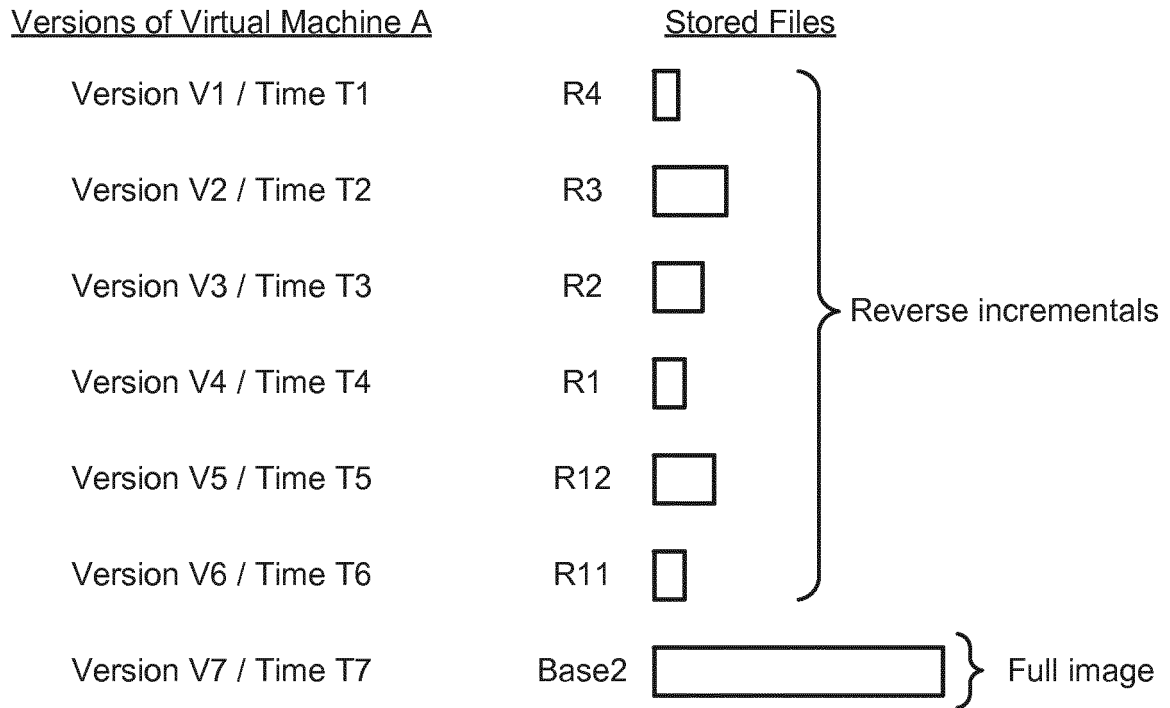 Versions of Virtual Machine A Stored Files
Version V1 / Time T1 R4
Version V2 / Time T2 R3
Version V3 / Time T3 R2
Reverse incrementals
Version V4 / Time T4 R1
Version V5 / Time T5 R12
Version V6 / Time T6 R11
Version V7 / Time T7 Base2 Full image